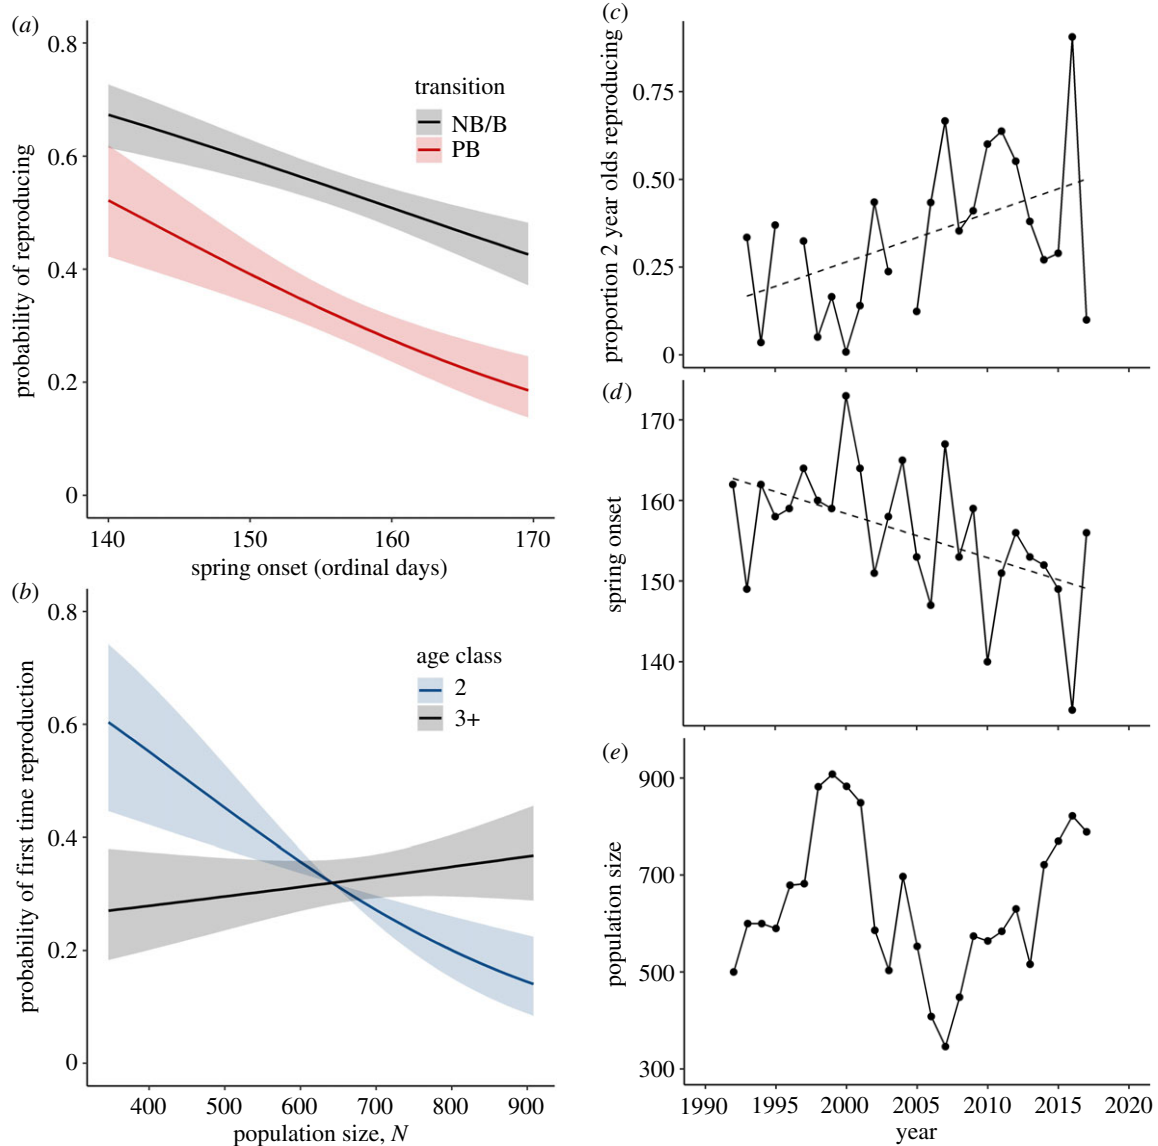 (a)
probability of reproducing
0.8
0.6
0.4
0.2
0
140
150
160
170
spring onset (ordinal days)
transition
NB/B
PB
(b)
probability of first time reproduction
0.8
0.6
0.4
0.2
0
400
500
600
700
800
900
population size, N
age class
2
3+
(c)
proportion 2 year olds reproducing
0.75
0.50
0.25
0
(d)
spring onset
170
160
150
140
(e)
population size
900
700
500
300
1990
1995
2000
2005
2010
2015
2020
year